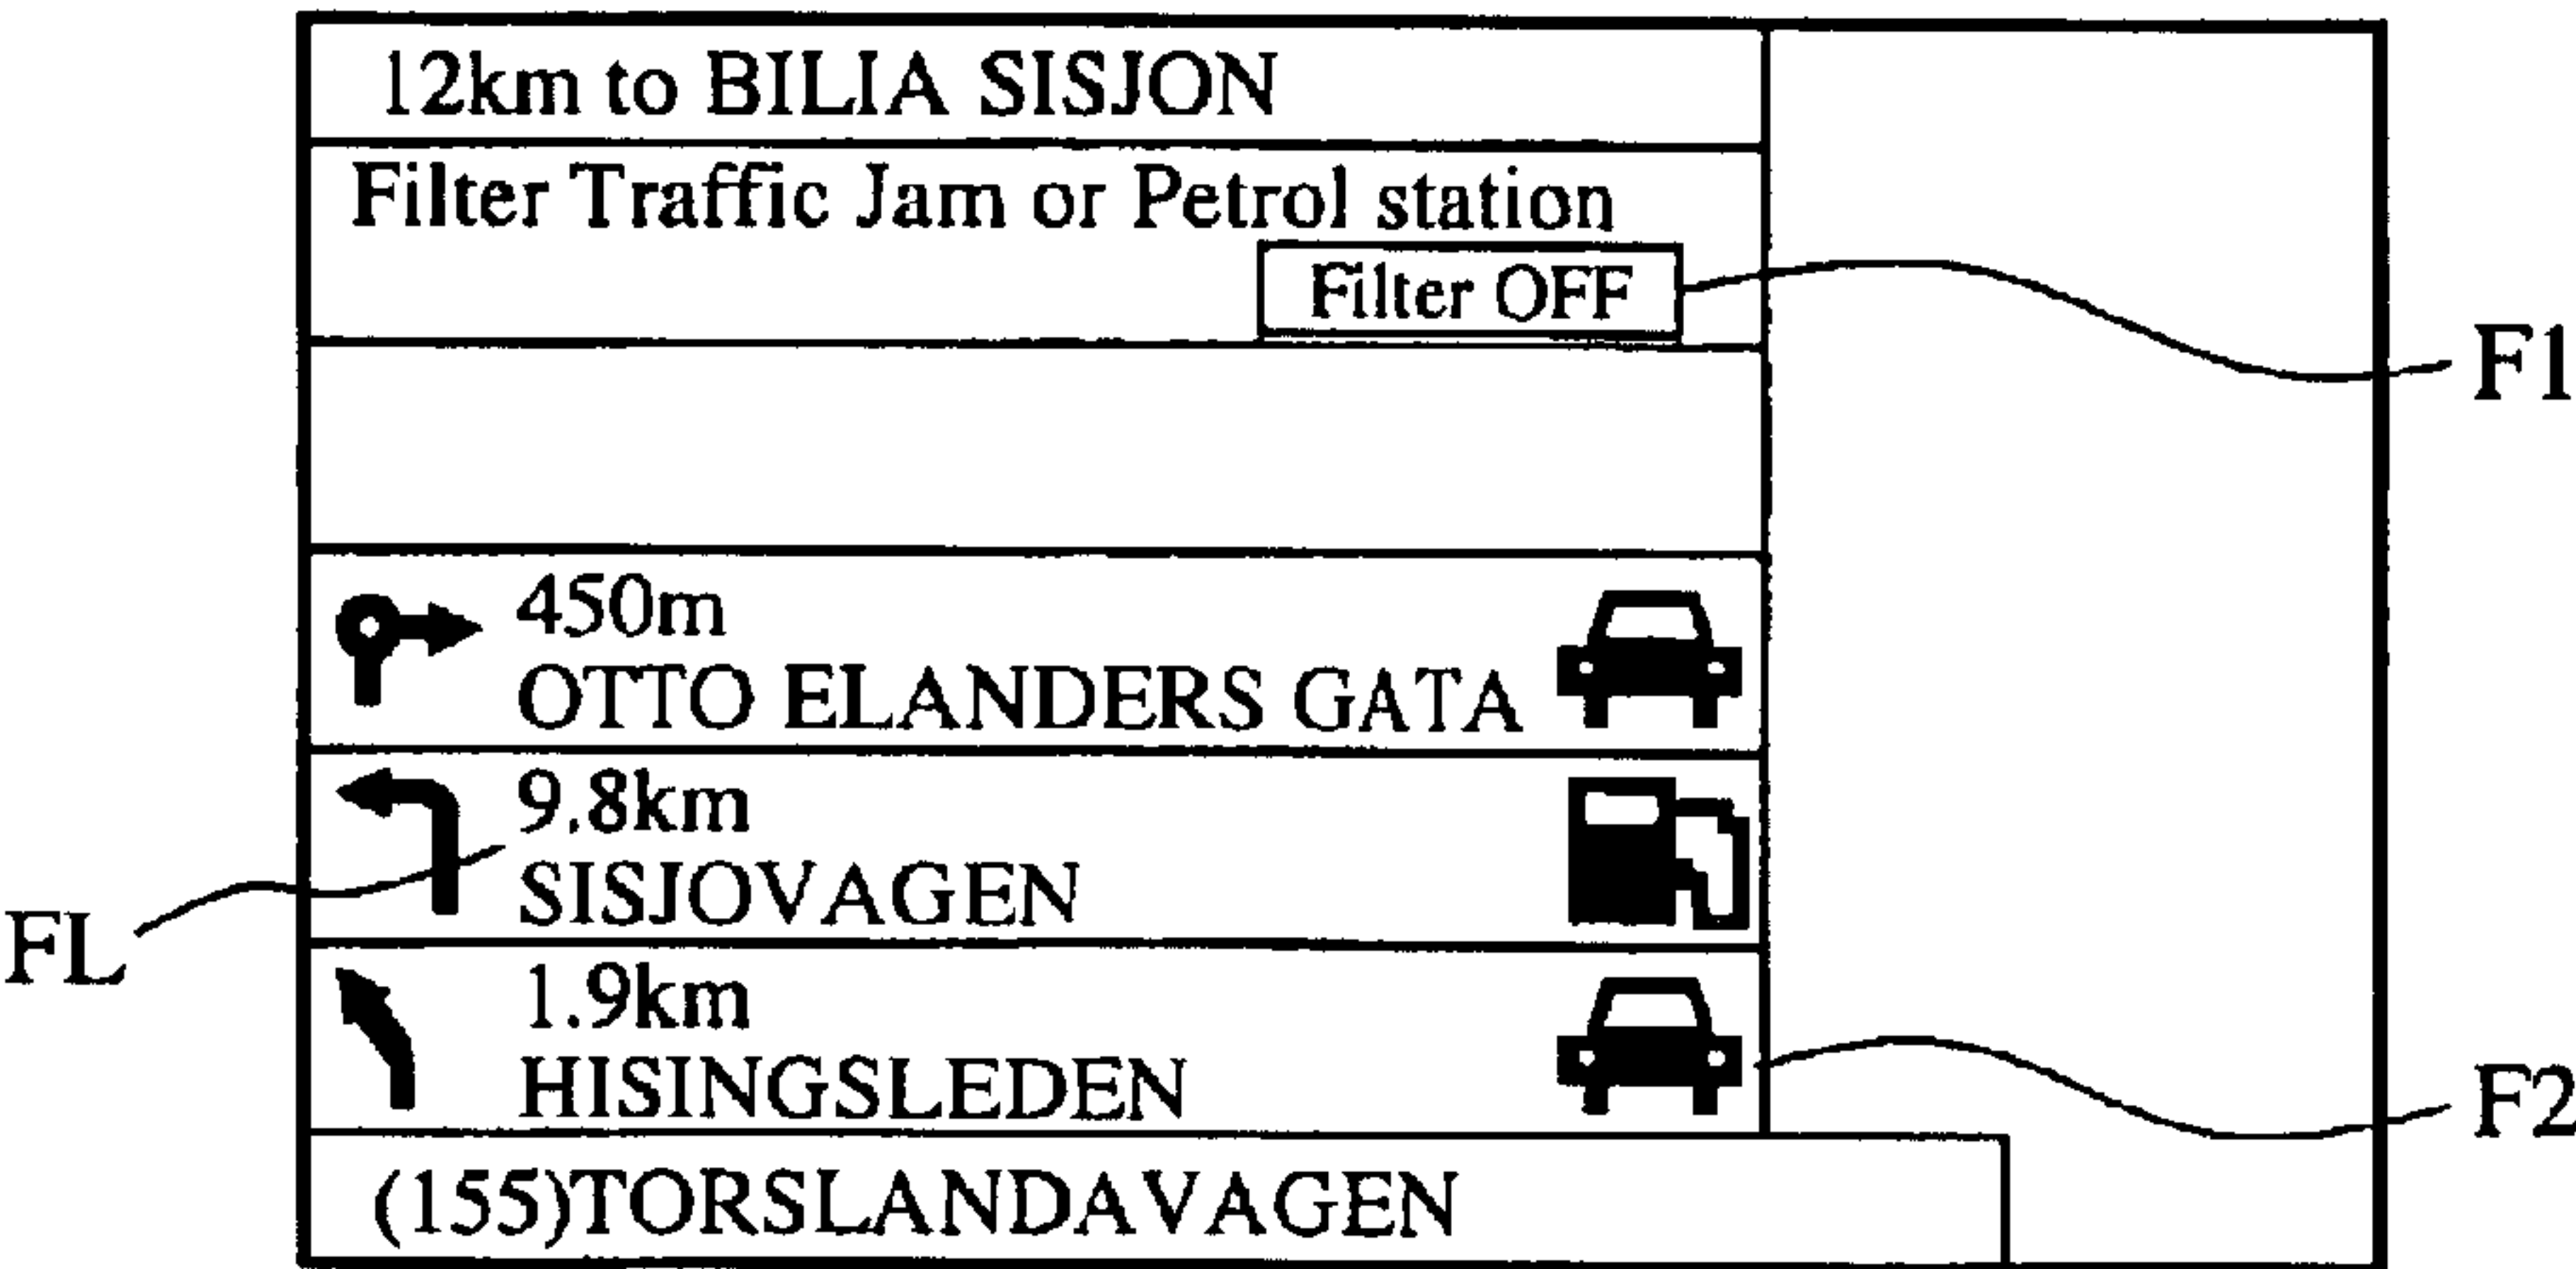 12km to BILIA SISJON
Filter Traffic Jam or Petrol station
Filter OFF
F1
450m
OTTO ELANDERS GATA
9.8km
SISJOVAGEN
FL
1.9km
HISINGSLEDEN
F2
(155)TORSLANDAVAGEN